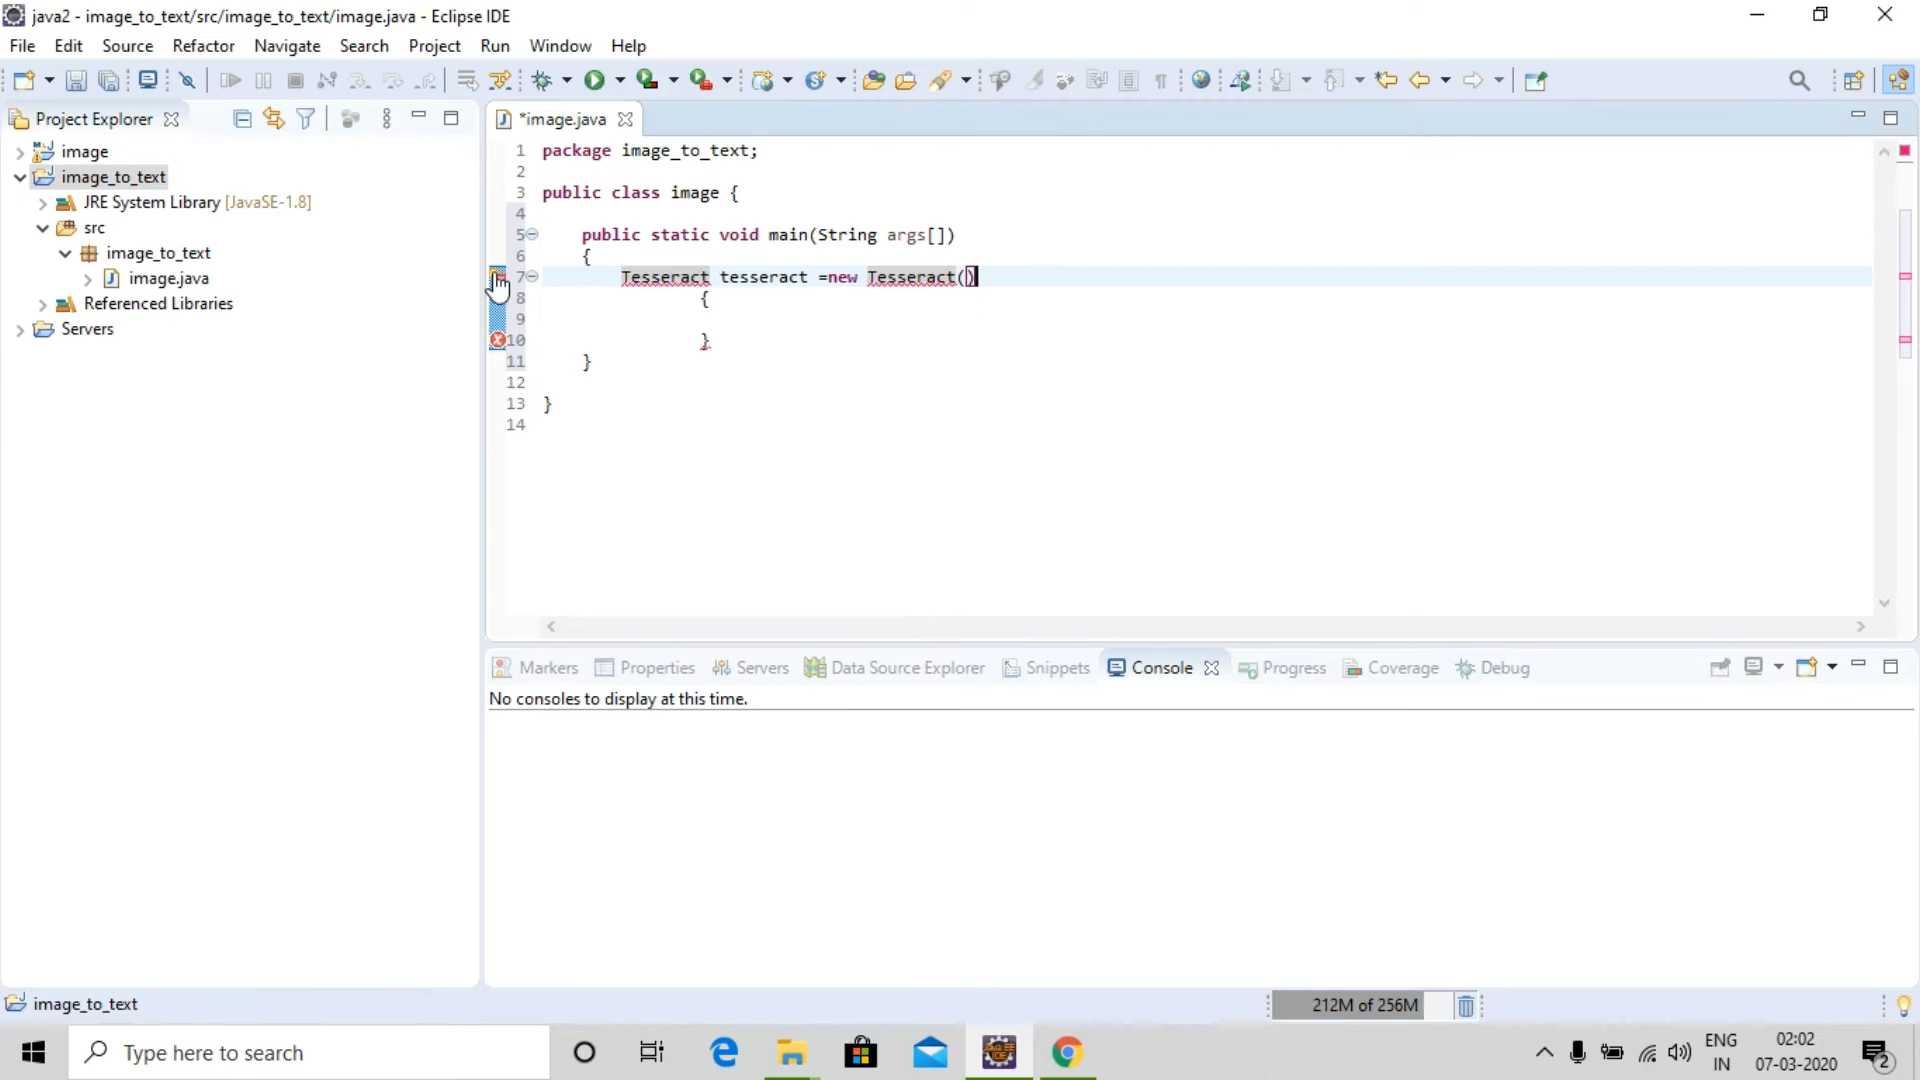 java2 - image_to_text/src/image_to_text/image.java - Eclipse IDE
File Edit Source Refactor Navigate Search Project Run Window Help
Project Explorer
*image.java
image
image_to_text
JRE System Library [JavaSE-1.8]
src
image_to_text
image.java
Referenced Libraries
Servers
1 package image_to_text;
2
3 public class image {
4
5 public static void main(String args[])
6 {
7 Tesseract tesseract =new Tesseract()
8 {
9
10 }
11 }
12
13 }
14
Markers Properties Servers Data Source Explorer Snippets Console Progress Coverage Debug
No consoles to display at this time.
image_to_text
212M of 256M
Type here to search
ENG
IN
02:02
07-03-2020
2